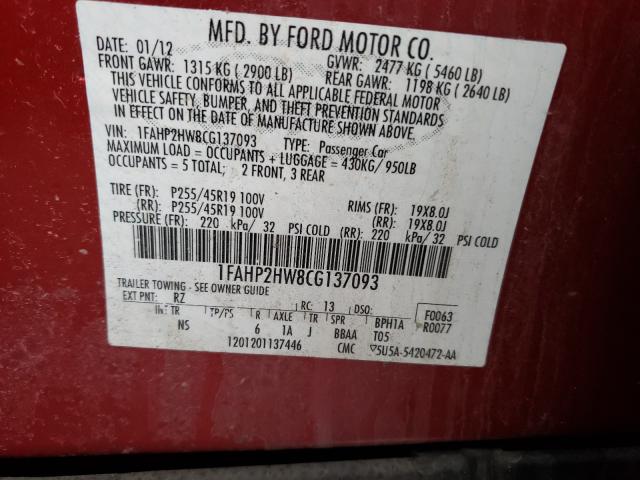 MFD. BY FORD MOTOR CO.
DATE: 01/12 GVWR: 2477 KG ( 5460 LB)
FRONT GAWR: 1315 KG ( 2900 LB) REAR GAWR: 1198 KG ( 2640 LB)
THIS VEHICLE CONFORMS TO ALL APPLICABLE FEDERAL MOTOR
VEHICLE SAFETY, BUMPER, AND THEFT PREVENTION STANDARDS
IN EFFECT ON THE DATE OF MANUFACTURE SHOWN ABOVE.
VIN: 1FAHP2HW8CG137093 TYPE: Passenger Car
MAXIMUM LOAD = OCCUPANTS + LUGGAGE = 430KG/ 950LB
OCCUPANTS = 5 TOTAL, 2 FRONT, 3 REAR
TIRE (FR): P255/45R19 100V RIMS (FR): 19X8.0J
(RR): P255/45R19 100V (RR): 19X8.0J
PRESSURE (FR): 220 kPa/ 32 PSI COLD (RR): 220 kPa/ 32 PSI COLD
1FAHP2HW8CG137093
TRAILER TOWING - SEE OWNER GUIDE
EXT PNT: RZ RC: 13 DSO: F0063
INT TR TP/PS R AXLE TR SPR BPH1A R0077
NS 6 1A J BBAA T05
1201201137446 CMC 5U5A-5420472-AA